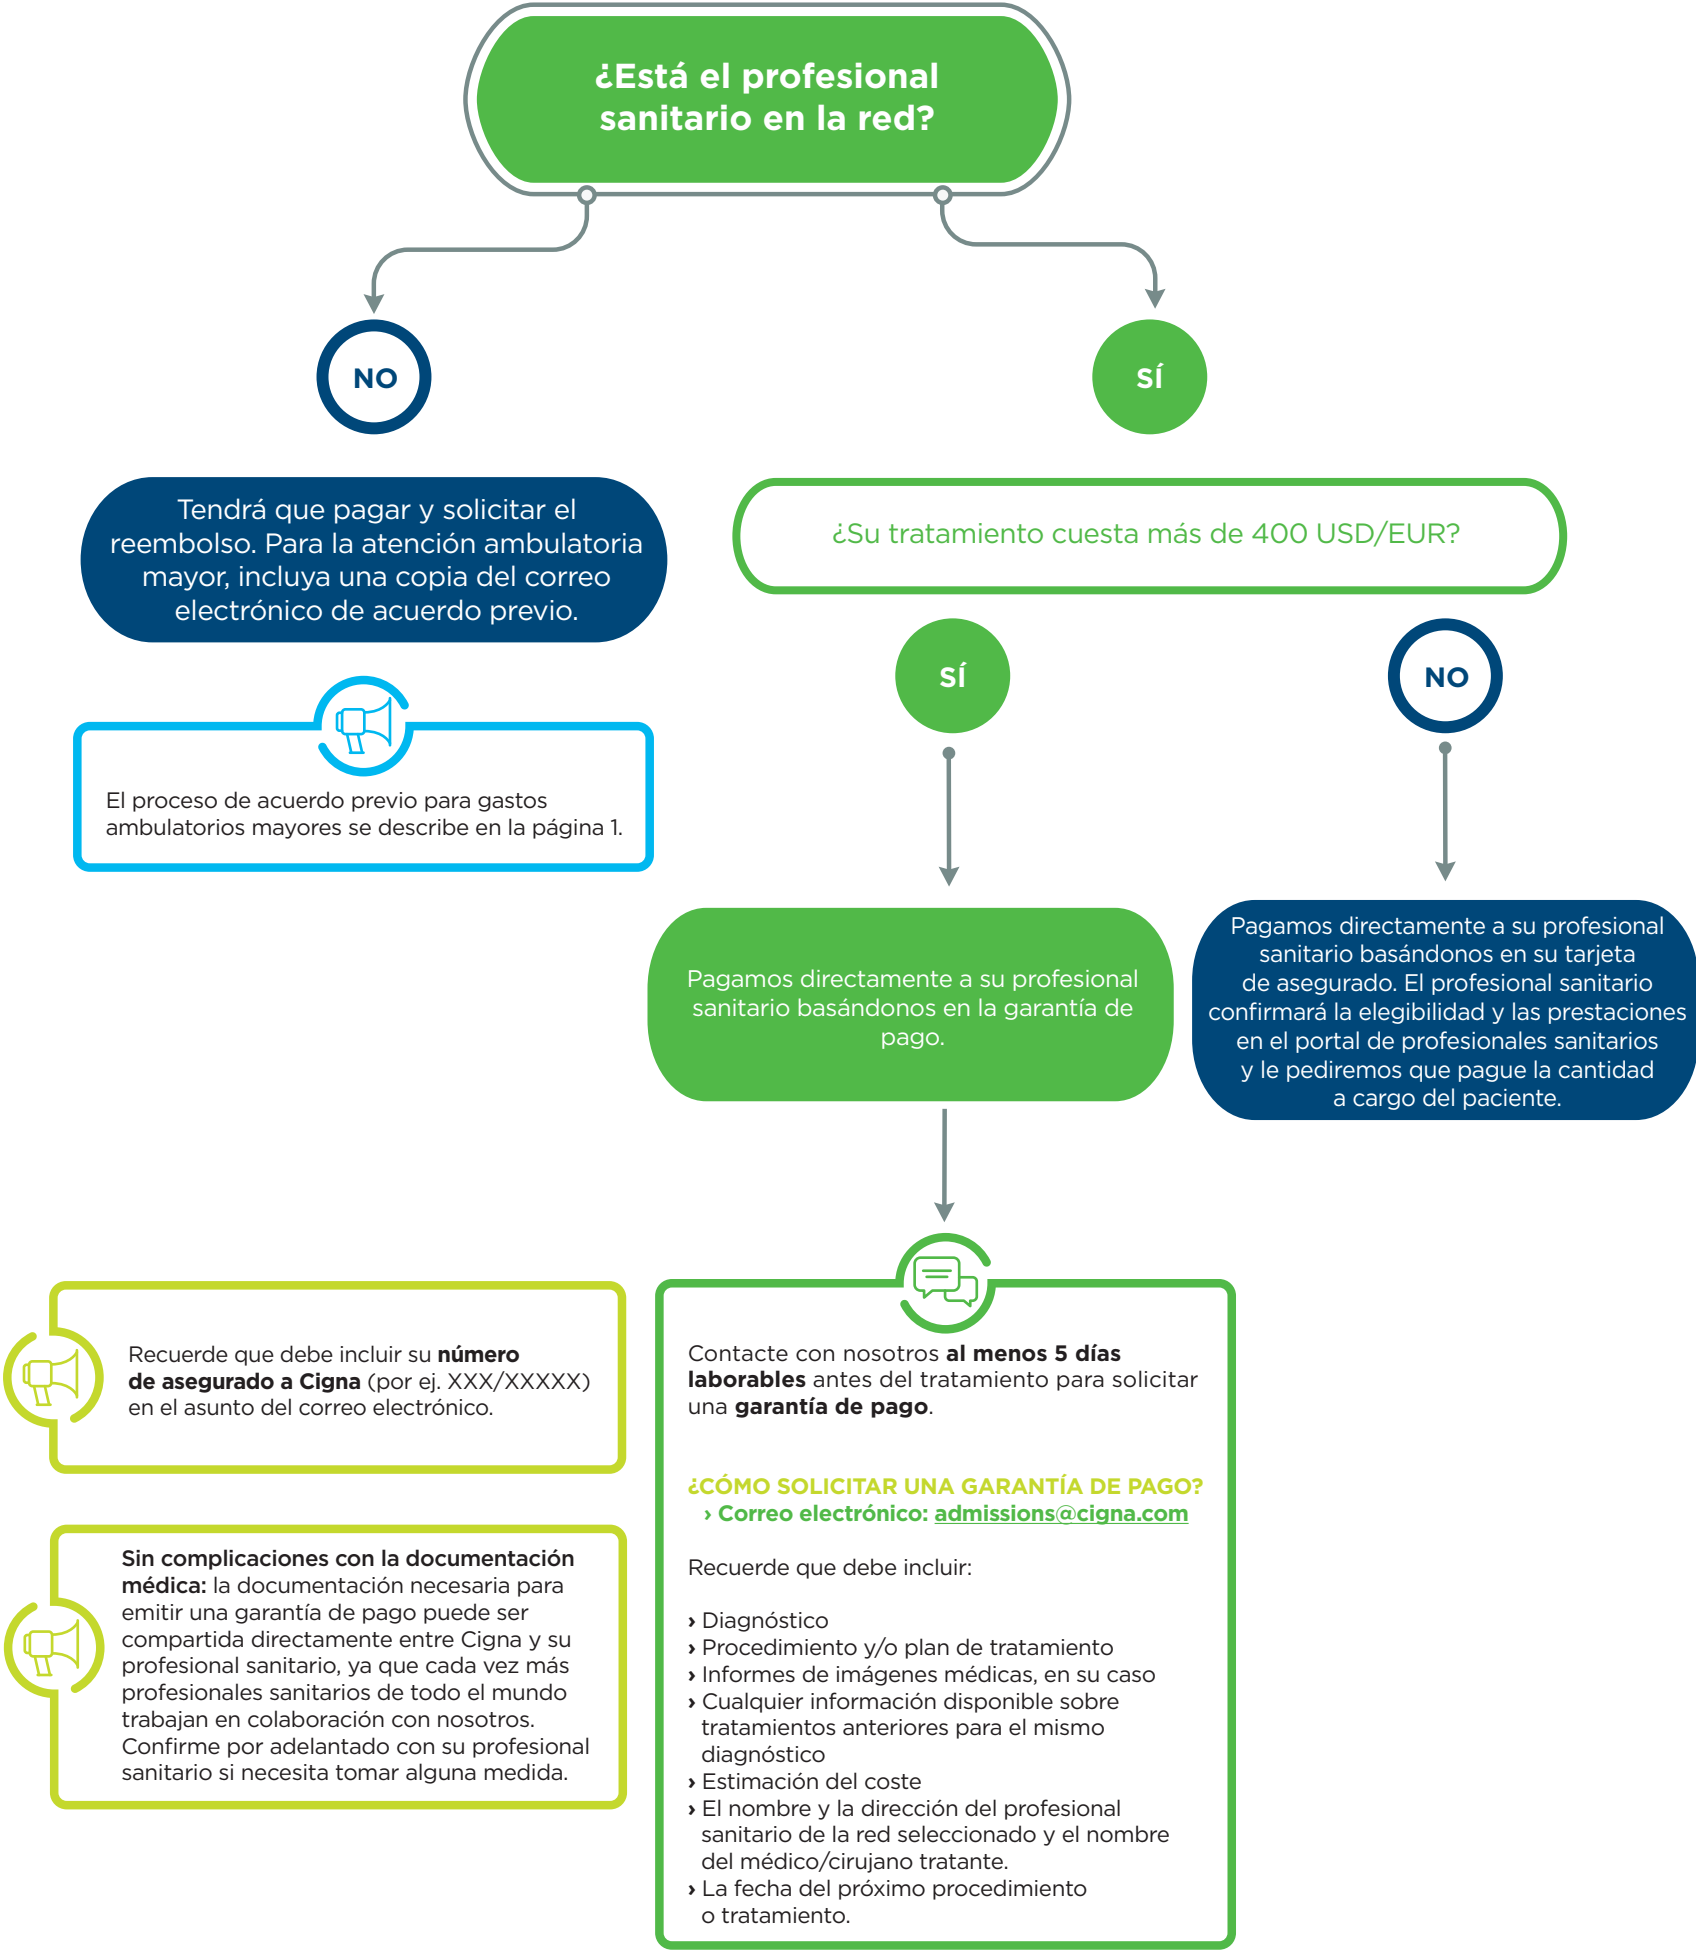 ¿Está el profesional
sanitario en la red?
NO
SÍ
Tendrá que pagar y solicitar el
reembolso. Para la atención ambulatoria
mayor, incluya una copia del correo
electrónico de acuerdo previo.
¿Su tratamiento cuesta más de 400 USD/EUR?
SÍ
NO
El proceso de acuerdo previo para gastos
ambulatorios mayores se describe en la página 1.
Pagamos directamente a su profesional
sanitario basándonos en la garantía de
pago.
Pagamos directamente a su profesional
sanitario basándonos en su tarjeta
de asegurado. El profesional sanitario
confirmará la elegibilidad y las prestaciones
en el portal de profesionales sanitarios
y le pediremos que pague la cantidad
a cargo del paciente.
Recuerde que debe incluir su número
de asegurado a Cigna (por ej. XXX/XXXXX)
en el asunto del correo electrónico.
Sin complicaciones con la documentación
médica: la documentación necesaria para
emitir una garantía de pago puede ser
compartida directamente entre Cigna y su
profesional sanitario, ya que cada vez más
profesionales sanitarios de todo el mundo
trabajan en colaboración con nosotros.
Confirme por adelantado con su profesional
sanitario si necesita tomar alguna medida.
Contacte con nosotros al menos 5 días
laborables antes del tratamiento para solicitar
una garantía de pago.
¿CÓMO SOLICITAR UNA GARANTÍA DE PAGO?
› Correo electrónico: admissions@cigna.com
Recuerde que debe incluir:
› Diagnóstico
› Procedimiento y/o plan de tratamiento
› Informes de imágenes médicas, en su caso
› Cualquier información disponible sobre
tratamientos anteriores para el mismo
diagnóstico
› Estimación del coste
› El nombre y la dirección del profesional
sanitario de la red seleccionado y el nombre
del médico/cirujano tratante.
› La fecha del próximo procedimiento
o tratamiento.